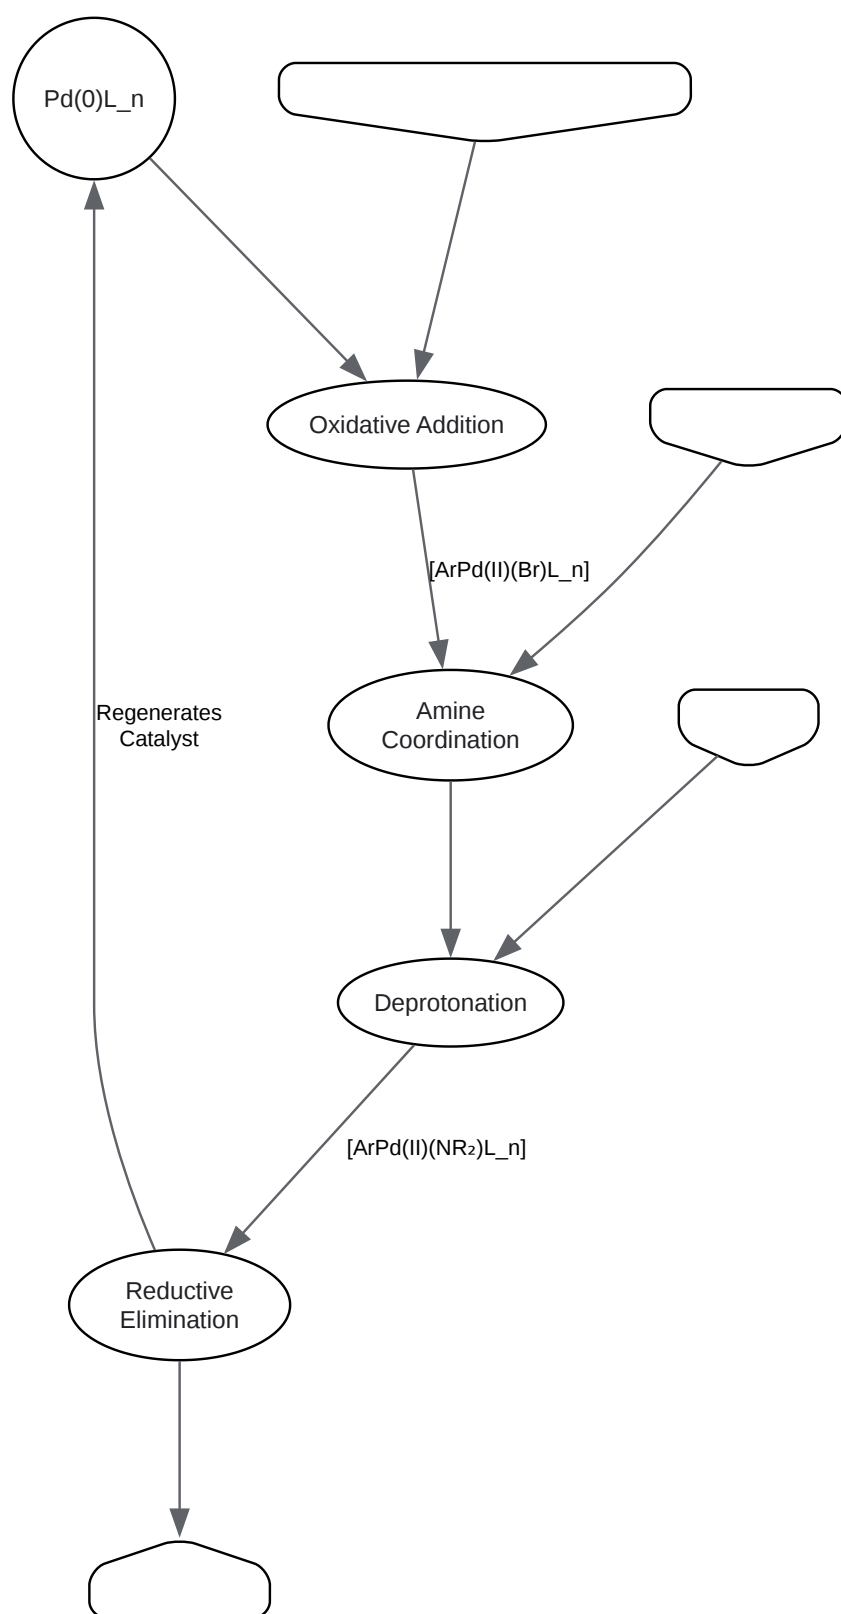 Pd(0)L_n
Oxidative Addition
[ArPd(II)(Br)L_n]
Regenerates
Catalyst
Amine
Coordination
Deprotonation
[ArPd(II)(NR₂)L_n]
Reductive
Elimination